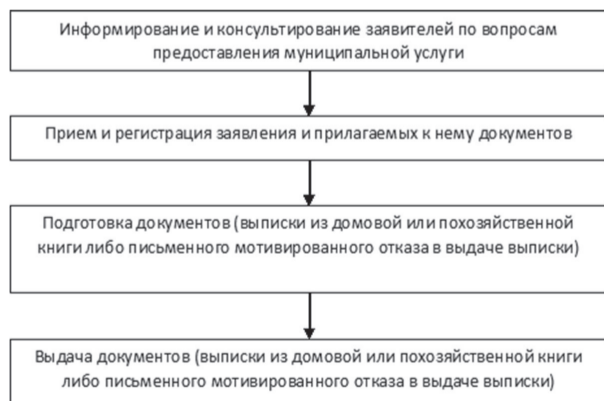 Информирование и консультирование заявителей по вопросам
предоставления муниципальной услуги
Прием и регистрация заявления и прилагаемых к нему документов
Подготовка документов (выписки из домовой или похозяйственной
книги либо письменного мотивированного отказа в выдаче выписки)
Выдача документов (выписки из домовой или похозяйственной книги
либо письменного мотивированного отказа в выдаче выписки)